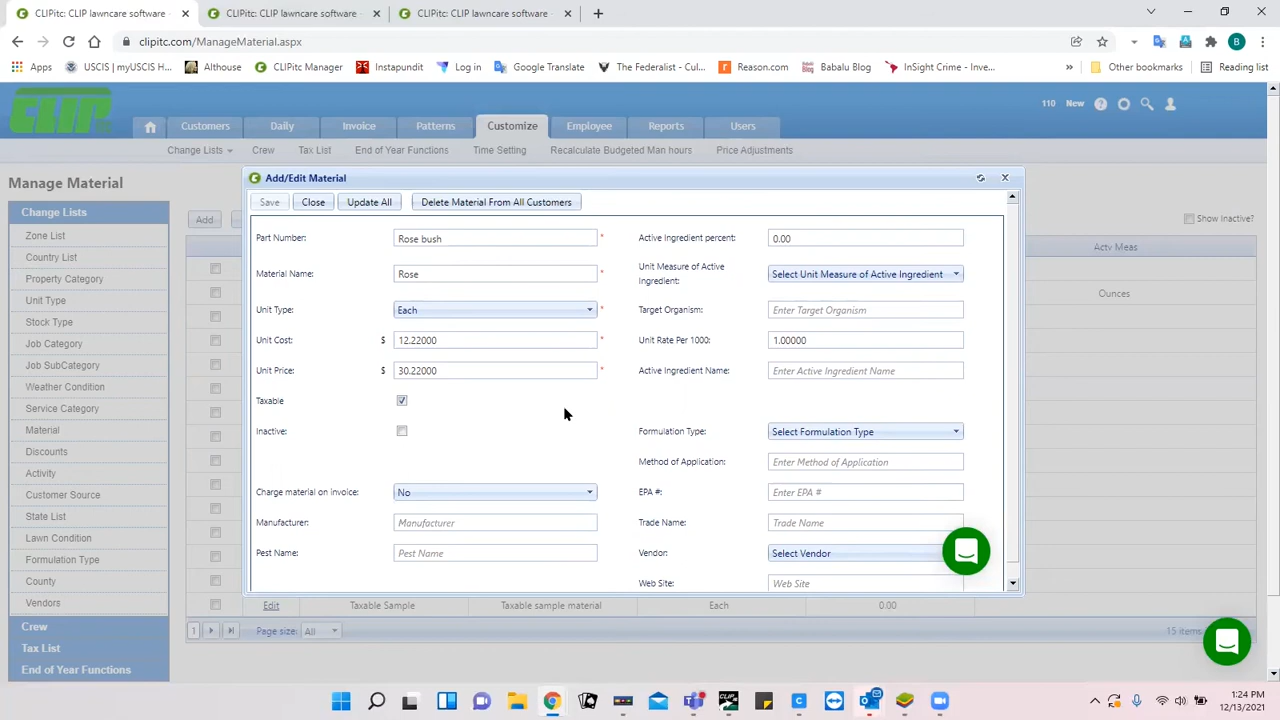 CLIPitc: CLIP lawncare software
CLIPitc: CLIP lawncare software
CLIPitc: CLIP lawncare software
clipitc.com/ManageMaterial.aspx
B
Apps
USCIS | myUSCIS H...
Althouse
CLIPitc Manager
Instapundit
Log in
Google Translate
The Federalist - Cul...
Reason.com
Babalu Blog
InSight Crime - Inve...
»
Other bookmarks
Reading list
CLIP
110 New
Customers
Daily
Invoice
Patterns
Customize
Employee
Reports
Users
Change Lists
Crew
Tax List
End of Year Functions
Time Setting
Recalculate Budgeted Man hours
Price Adjustments
Manage Material
Change Lists
Zone List
Country List
Property Category
Unit Type
Stock Type
Job Category
Job SubCategory
Weather Condition
Service Category
Material
Discounts
Activity
Customer Source
State List
Lawn Condition
Formulation Type
County
Vendors
Crew
Tax List
End of Year Functions
Add
Show Inactive?
Actv Meas
Ounces
Add/Edit Material
Save
Close
Update All
Delete Material From All Customers
Part Number: Rose bush *
Material Name: Rose *
Unit Type: Each *
Unit Cost: $ 12.22000 *
Unit Price: $ 30.22000 *
Taxable
Inactive:
Charge material on invoice: No
Manufacturer: Manufacturer
Pest Name: Pest Name
Active Ingredient percent: 0.00
Unit Measure of Active
Ingredient:
Select Unit Measure of Active Ingredient
Target Organism: Enter Target Organism
Unit Rate Per 1000: 1.00000
Active Ingredient Name: Enter Active Ingredient Name
Formulation Type: Select Formulation Type
Method of Application: Enter Method of Application
EPA #: Enter EPA #
Trade Name: Trade Name
Vendor: Select Vendor
Web Site: Web Site
Edit
Taxable Sample
Taxable sample material
Each
0.00
1
Page size: All
15 items
1:24 PM
12/13/2021